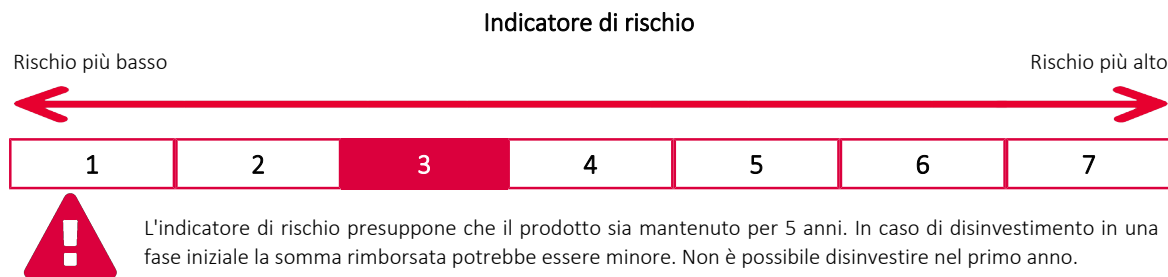 Indicatore di rischio
Rischio più basso
Rischio più alto
1 2 3 4 5 6 7
L'indicatore di rischio presuppone che il prodotto sia mantenuto per 5 anni. In caso di disinvestimento in una
fase iniziale la somma rimborsata potrebbe essere minore. Non è possibile disinvestire nel primo anno.